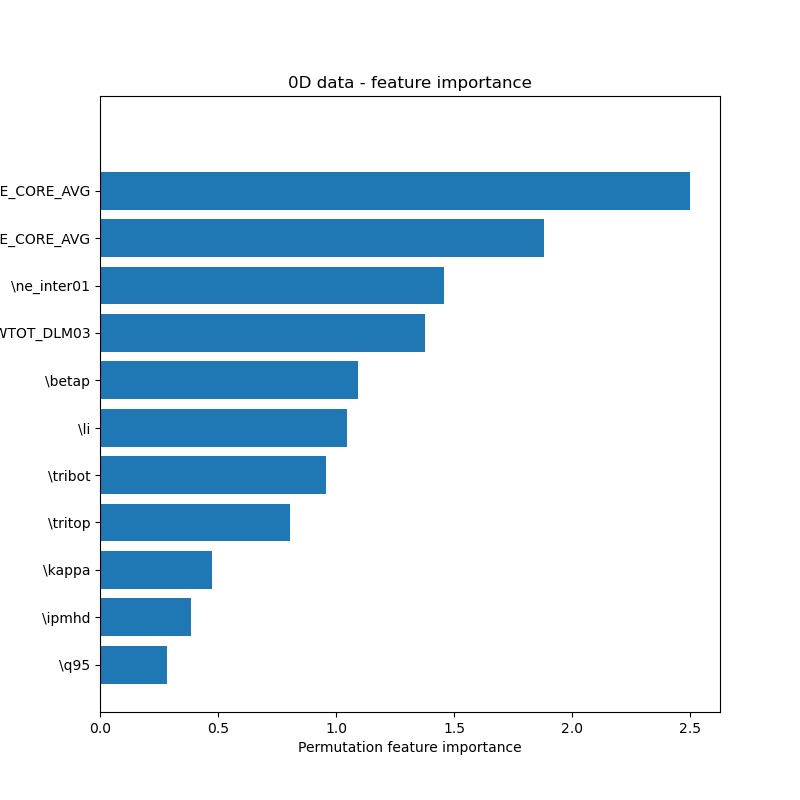 0D data - feature importance
E_CORE_AVG
E_CORE_AVG
\ne_inter01
WTOT_DLM03
\betap
\li
\tribot
\tritop
\kappa
\ipmhd
\q95
0.0 0.5 1.0 1.5 2.0 2.5
Permutation feature importance